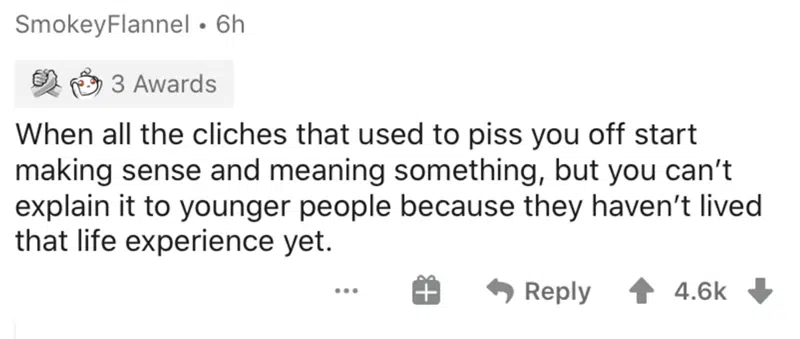 SmokeyFlannel • 6h
3 Awards
When all the cliches that used to piss you off start
making sense and meaning something, but you can't
explain it to younger people because they haven't lived
that life experience yet.
... Reply 4.6k